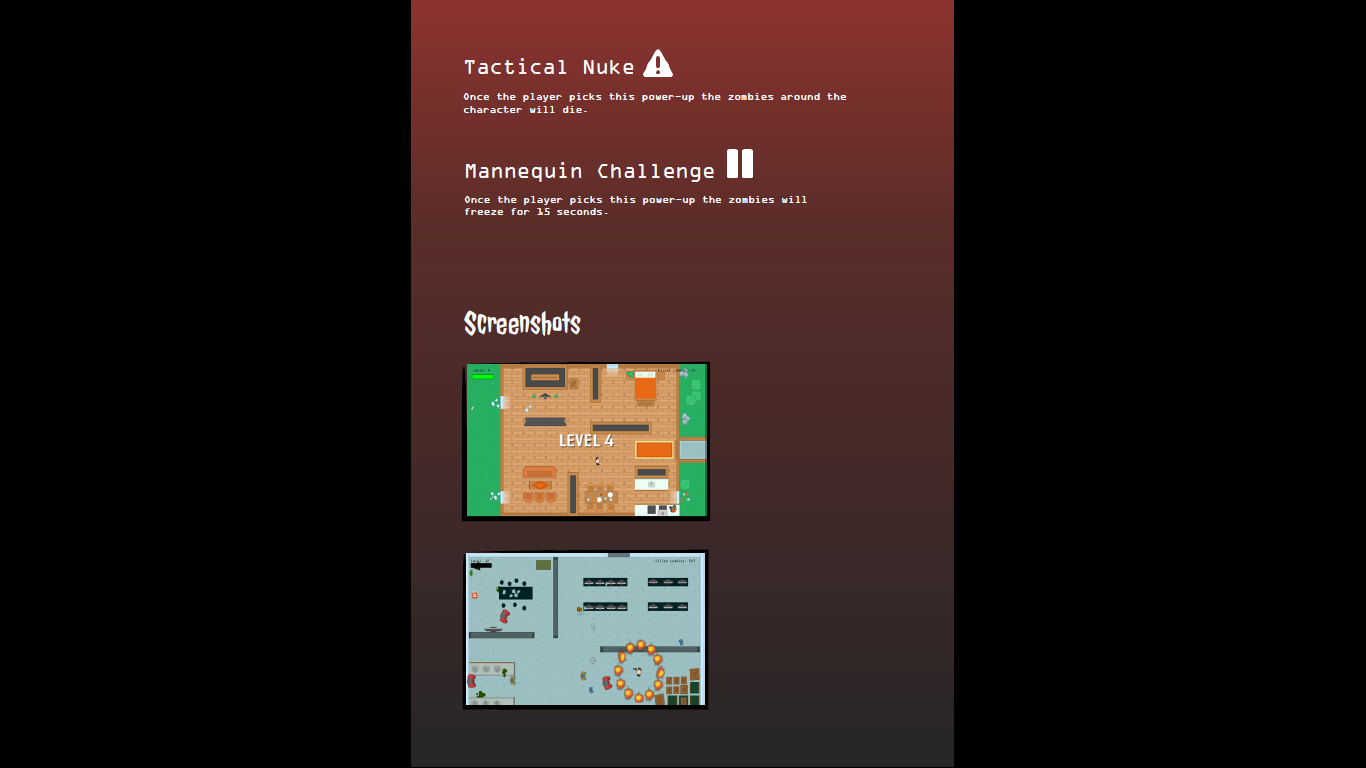 Tactical Nuke
Once the player picks this power-up the zombies around the
character will die.
Mannequin Challenge
Once the player picks this power-up the zombies will
freeze for 15 seconds.
Screenshots
LEVEL 4